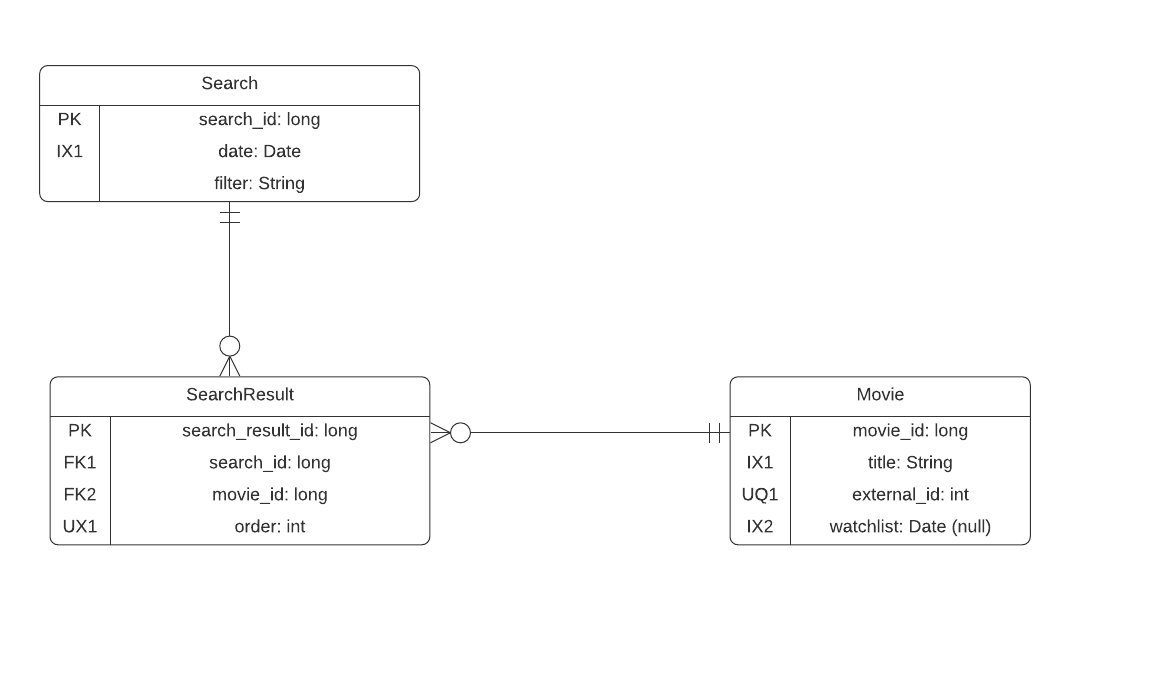 Search
PK search_id: long
IX1 date: Date
filter: String
SearchResult
PK search_result_id: long
FK1 search_id: long
FK2 movie_id: long
UX1 order: int
Movie
PK movie_id: long
IX1 title: String
UQ1 external_id: int
IX2 watchlist: Date (null)